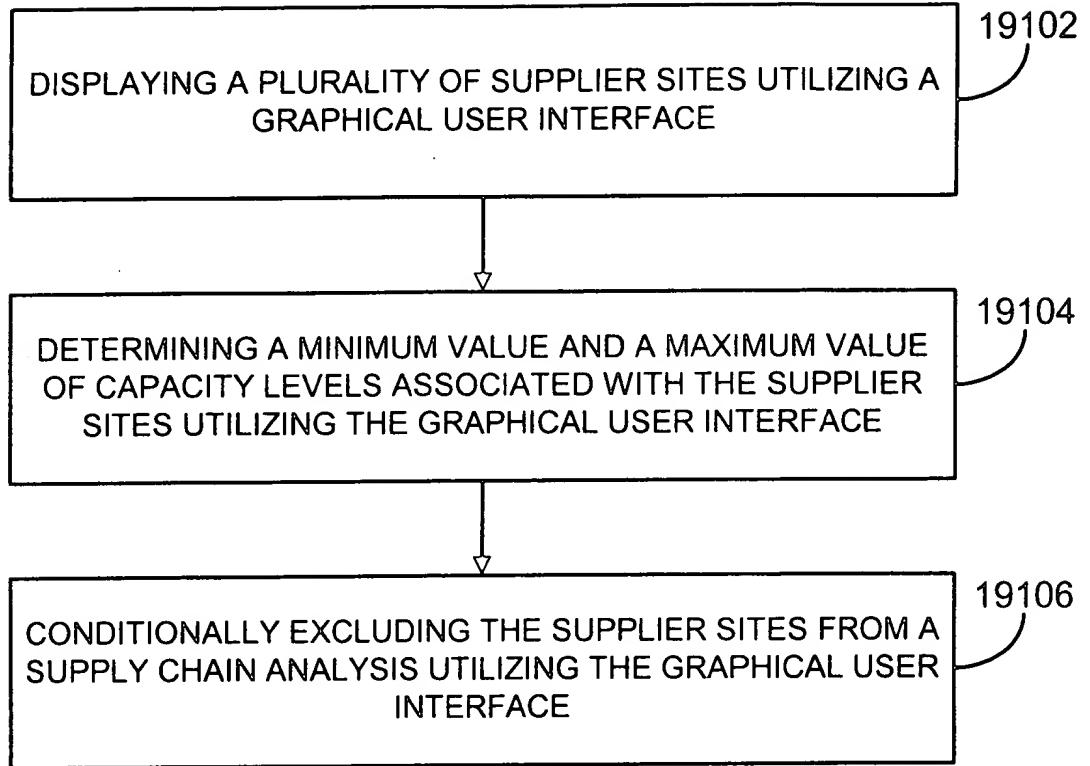 19102
DISPLAYING A PLURALITY OF SUPPLIER SITES UTILIZING A
GRAPHICAL USER INTERFACE
19104
DETERMINING A MINIMUM VALUE AND A MAXIMUM VALUE
OF CAPACITY LEVELS ASSOCIATED WITH THE SUPPLIER
SITES UTILIZING THE GRAPHICAL USER INTERFACE
19106
CONDITIONALLY EXCLUDING THE SUPPLIER SITES FROM A
SUPPLY CHAIN ANALYSIS UTILIZING THE GRAPHICAL USER
INTERFACE